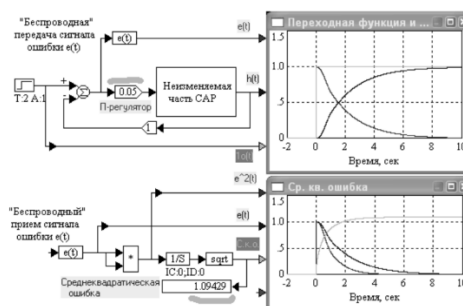 "Беспроводная"
передача сигнала
ошибки e(t)
e(t)
e(t)
T:2 A:1
+
-
0.05
П-регулятор
Неизменяемая
часть САР
h(t)
1
1o(t)
Переходная функция и ...
1.5
1.0
.5
0
-2 0 2 4 6 8 10
Время, сек
e^2(t)
"Беспроводный"
прием сигнала
ошибки e(t)
e(t)
*
1/S
sqrt
IC:0;ID:0
e(t)
С.к.о.
Среднеквадратическая
ошибка
1.09429
Ср. кв. ошибка
1.5
1.0
.5
0
-2 0 2 4 6 8 10
Время, сек